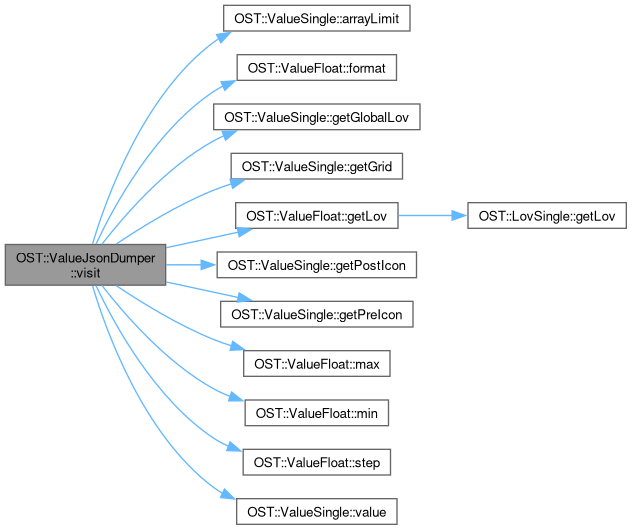 OST::ValueSingle::arrayLimit
OST::ValueFloat::format
OST::ValueSingle::getGlobalLov
OST::ValueSingle::getGrid
OST::ValueFloat::getLov
OST::LovSingle::getLov
OST::ValueJsonDumper
::visit
OST::ValueSingle::getPostIcon
OST::ValueSingle::getPreIcon
OST::ValueFloat::max
OST::ValueFloat::min
OST::ValueFloat::step
OST::ValueSingle::value